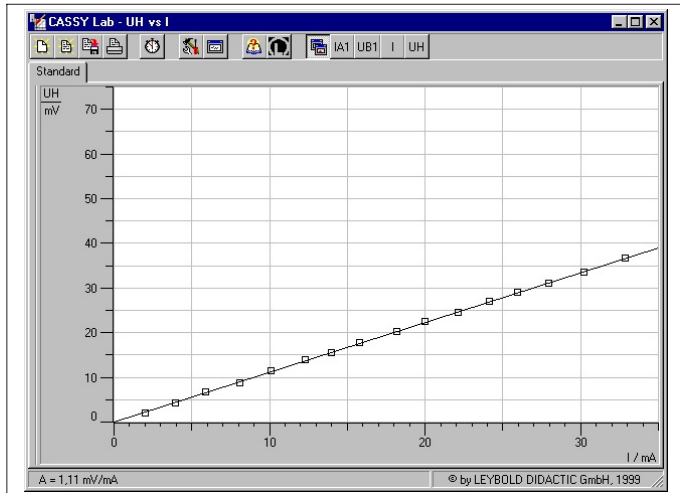 CASSY Lab - UH vs I
IA1 UB1 I UH
Standard
UH
mV
70
60
50
40
30
20
10
0
0 10 20 30
I / mA
A = 1,11 mV/mA
© by LEYBOLD DIDACTIC GmbH, 1999